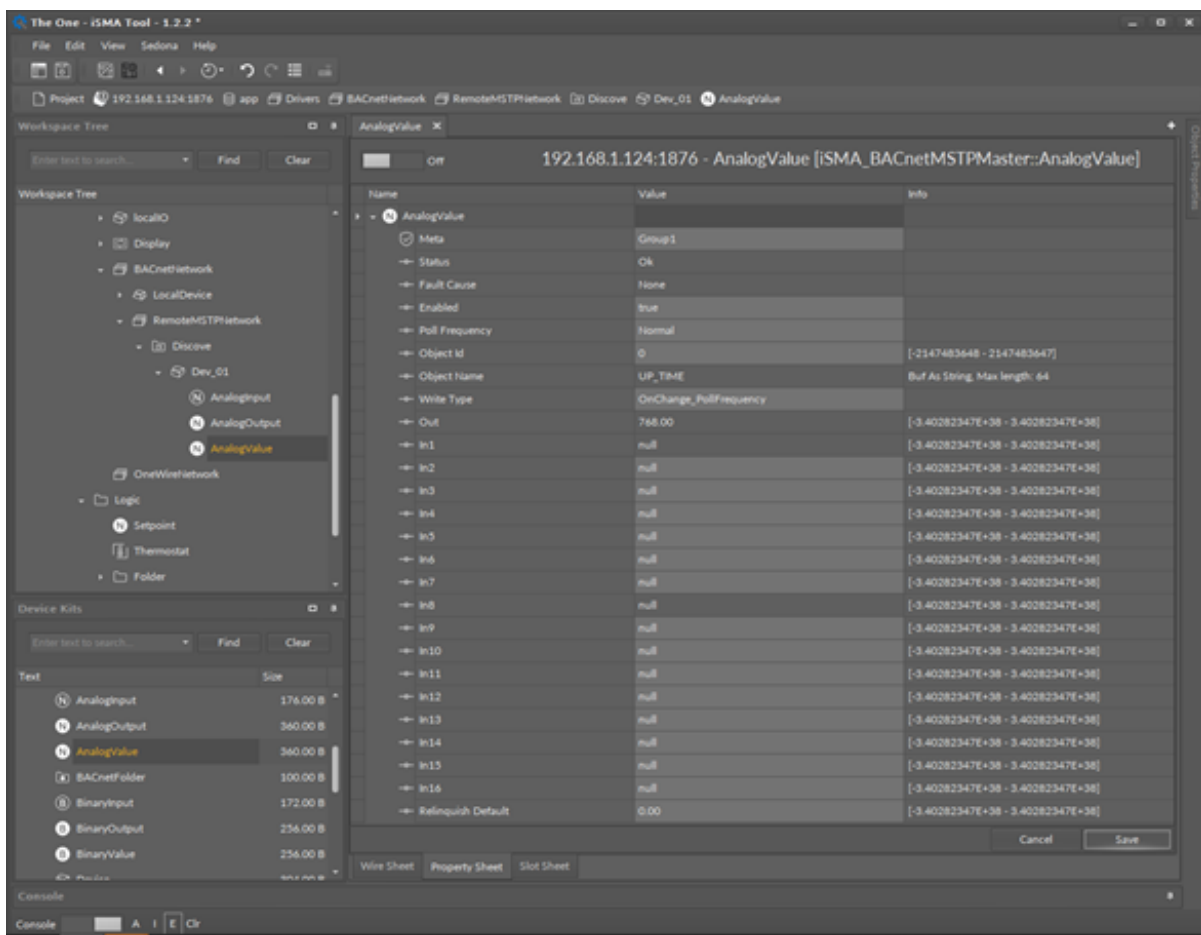 The One - iSMA Tool - 1.2.2 *
File Edit View Sedona Help
Project 192.168.1.124:1876 app Drivers BACnetNetwork RemoteMSTPNetwork Discove Dev_01 AnalogValue
Workspace Tree
Enter text to search... Find Clear
Workspace Tree
localIO
Display
BACnetNetwork
LocalDevice
RemoteMSTPNetwork
Discove
Dev_01
AnalogInput
AnalogOutput
AnalogValue
OneWireNetwork
Logic
Setpoint
Thermostat
Folder
Device Kits
Enter text to search... Find Clear
Text Size
AnalogInput 176.00 B
AnalogOutput 360.00 B
AnalogValue 360.00 B
BACnetFolder 100.00 B
BinaryInput 172.00 B
BinaryOutput 256.00 B
BinaryValue 256.00 B
AnalogValue
Off 192.168.1.124:1876 - AnalogValue [iSMA_BACnetMSTPMaster::AnalogValue]
Name Value Info
AnalogValue
Meta Group1
Status Ok
Fault Cause None
Enabled true
Poll Frequency Normal
Object Id 0 [-2147483648 - 2147483647]
Object Name UP_TIME Buf As String, Max length: 64
Write Type OnChange_PollFrequency
Out 768.00 [-3.40282347E+38 - 3.40282347E+38]
In1 null [-3.40282347E+38 - 3.40282347E+38]
In2 null [-3.40282347E+38 - 3.40282347E+38]
In3 null [-3.40282347E+38 - 3.40282347E+38]
In4 null [-3.40282347E+38 - 3.40282347E+38]
In5 null [-3.40282347E+38 - 3.40282347E+38]
In6 null [-3.40282347E+38 - 3.40282347E+38]
In7 null [-3.40282347E+38 - 3.40282347E+38]
In8 null [-3.40282347E+38 - 3.40282347E+38]
In9 null [-3.40282347E+38 - 3.40282347E+38]
In10 null [-3.40282347E+38 - 3.40282347E+38]
In11 null [-3.40282347E+38 - 3.40282347E+38]
In12 null [-3.40282347E+38 - 3.40282347E+38]
In13 null [-3.40282347E+38 - 3.40282347E+38]
In14 null [-3.40282347E+38 - 3.40282347E+38]
In15 null [-3.40282347E+38 - 3.40282347E+38]
In16 null [-3.40282347E+38 - 3.40282347E+38]
Relinquish Default 0.00 [-3.40282347E+38 - 3.40282347E+38]
Cancel Save
Wire Sheet Property Sheet Slot Sheet
Object Properties
Console
Console A I E Clr